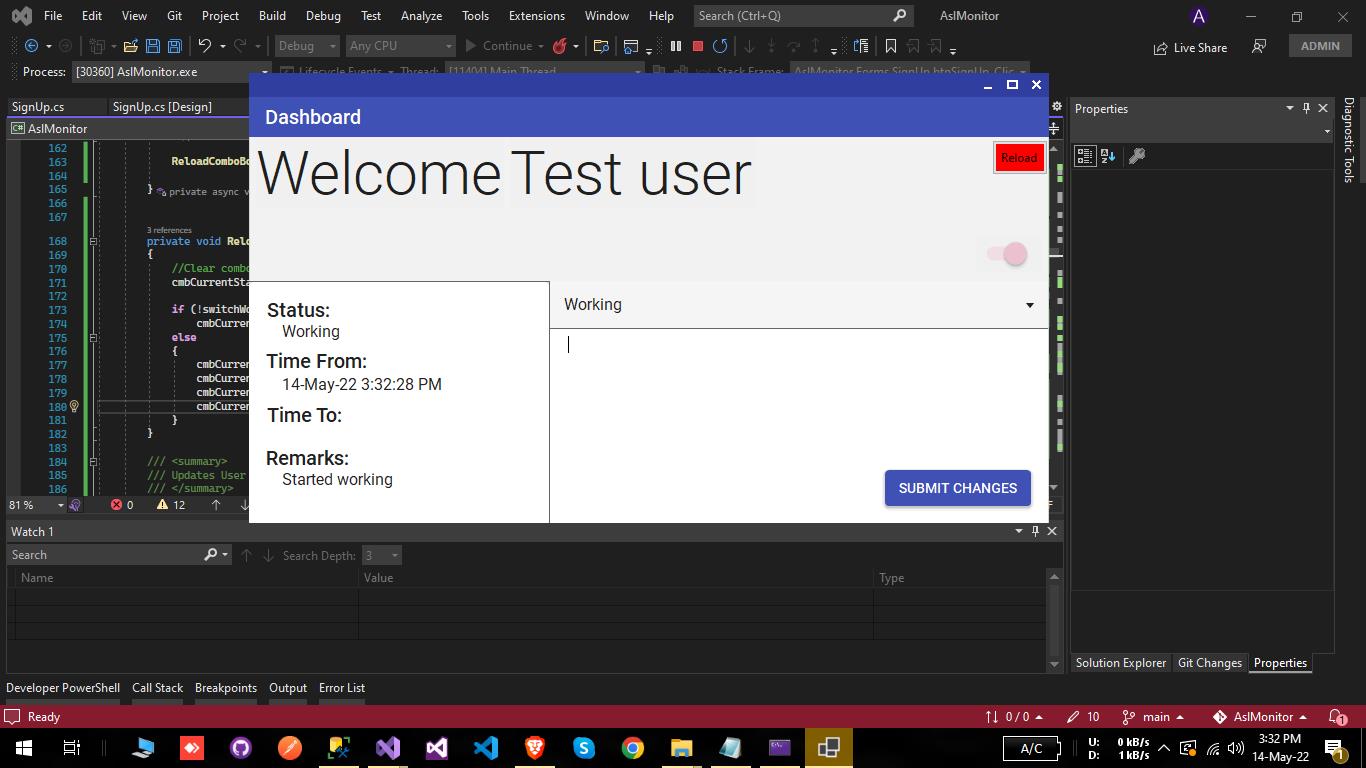 File Edit View Git Project Build Debug Test Analyze Tools Extensions Window Help Search (Ctrl+Q) AslMonitor A
Debug Any CPU Continue Live Share ADMIN
Process: [30360] AslMonitor.exe Lifecycle Events Thread: [11404] Main Thread Stack Frame: AslMonitor.Forms.SignUp.btnSignUp_Clic
SignUp.cs SignUp.cs [Design]
AslMonitor
Dashboard
Welcome Test user
Reload
Status:
Working
Time From:
14-May-22 3:32:28 PM
Time To:
Remarks:
Started working
Working
SUBMIT CHANGES
162
163 ReloadComboBo
164
165 } private async v
166
167
3 references
168 private void Relo
169 {
170 //Clear combo
171 cmbCurrentSta
172
173 if (!switchWo
174 cmbCurren
175 else
176 {
177 cmbCurren
178 cmbCurren
179 cmbCurren
180 cmbCurren
181 }
182 }
183
184 /// <summary>
185 /// Updates User
186 /// </summary>
81 % 0 12
Properties
Diagnostic Tools
Watch 1
Search Search Depth: 3
Name Value Type
Solution Explorer Git Changes Properties
Developer PowerShell Call Stack Breakpoints Output Error List
Ready 0 / 0 10 main AslMonitor 1
A/C U: 0 kB/s
D: 1 kB/s
3:32 PM
14-May-22
1